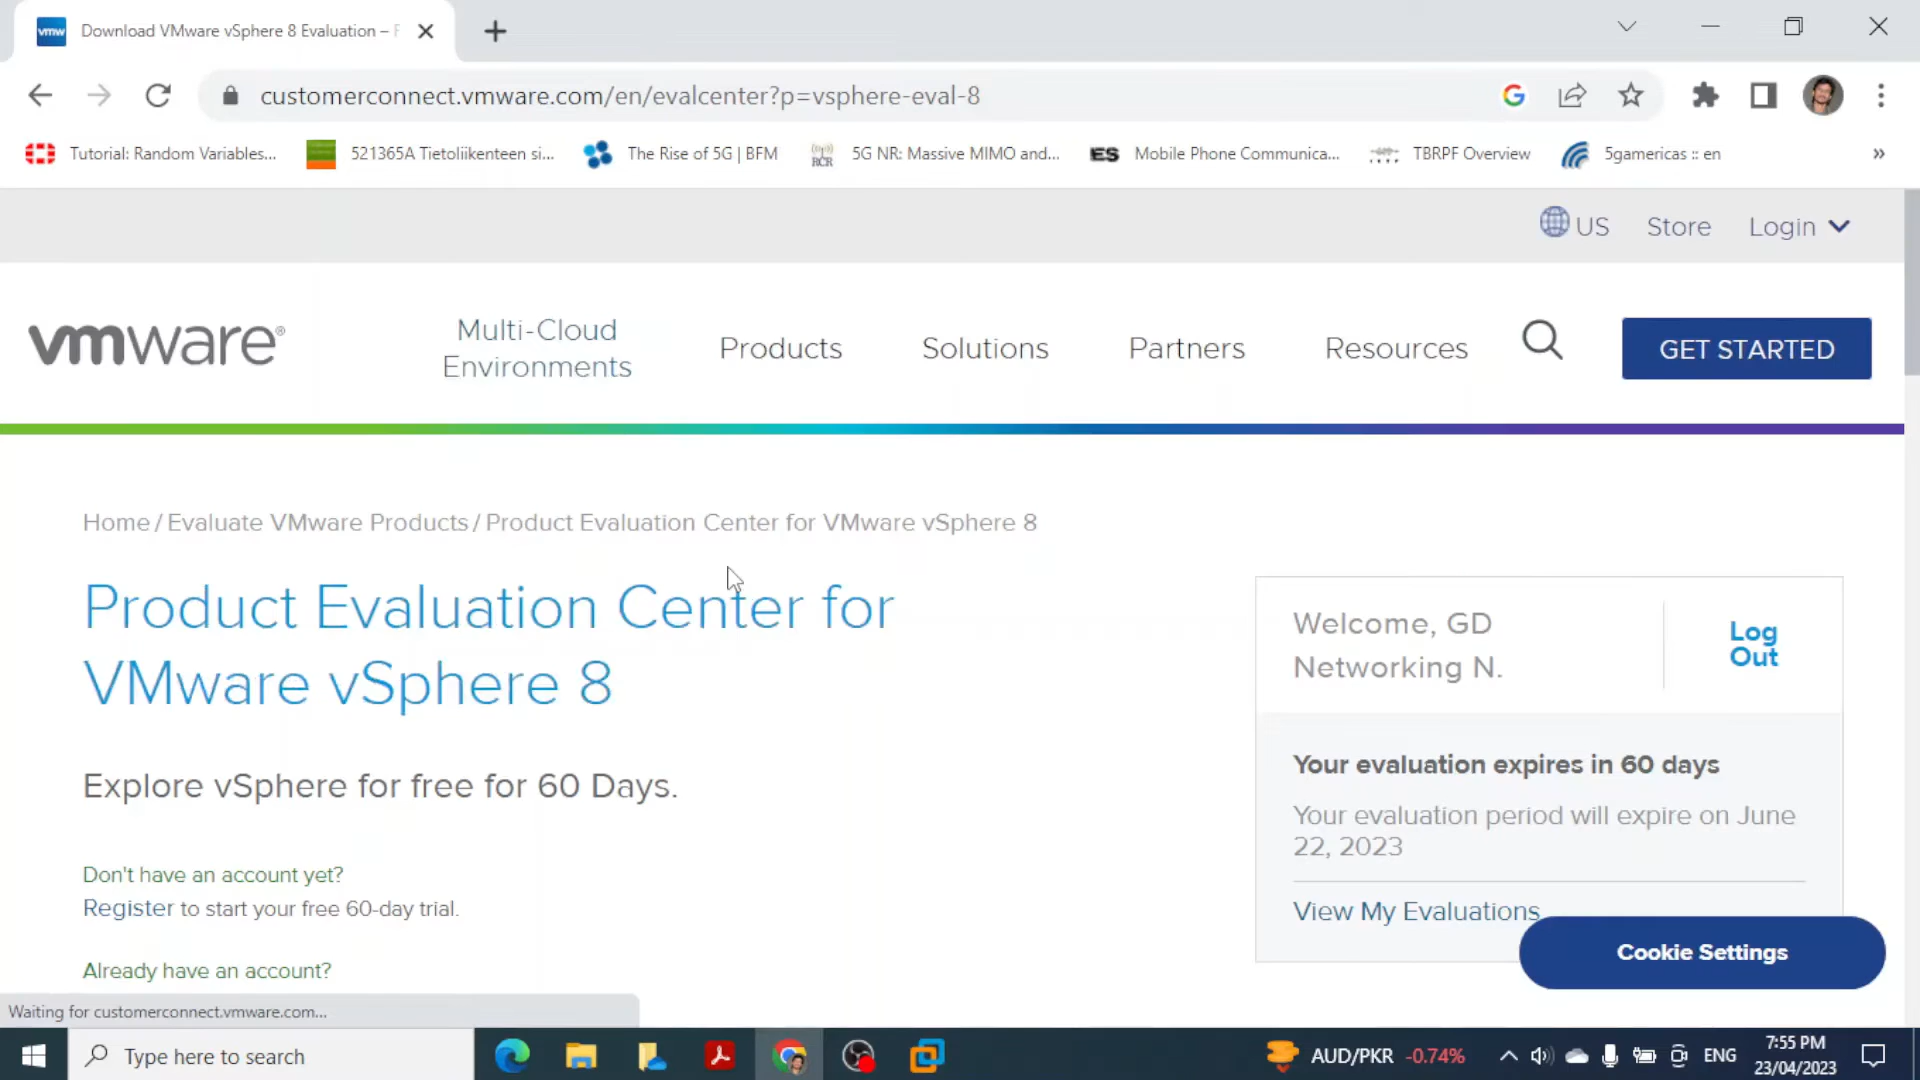 vmw
Download VMware vSphere 8 Evaluation –
customerconnect.vmware.com/en/evalcenter?p=vsphere-eval-8
Tutorial: Random Variables...
521365A Tietoliikenteen si...
The Rise of 5G | BFM
RCR
5G NR: Massive MIMO and...
ES
Mobile Phone Communica...
TBRPF Overview
5gamericas :: en
»
US
Store
Login
vmware®
Multi-Cloud
Environments
Products
Solutions
Partners
Resources
GET STARTED
Home / Evaluate VMware Products / Product Evaluation Center for VMware vSphere 8
Product Evaluation Center for
VMware vSphere 8
Explore vSphere for free for 60 Days.
Don't have an account yet?
Register to start your free 60-day trial.
Already have an account?
Welcome, GD
Networking N.
Log
Out
Your evaluation expires in 60 days
Your evaluation period will expire on June
22, 2023
View My Evaluations
Cookie Settings
Waiting for customerconnect.vmware.com...
Type here to search
AUD/PKR -0.74%
ENG
7:55 PM
23/04/2023